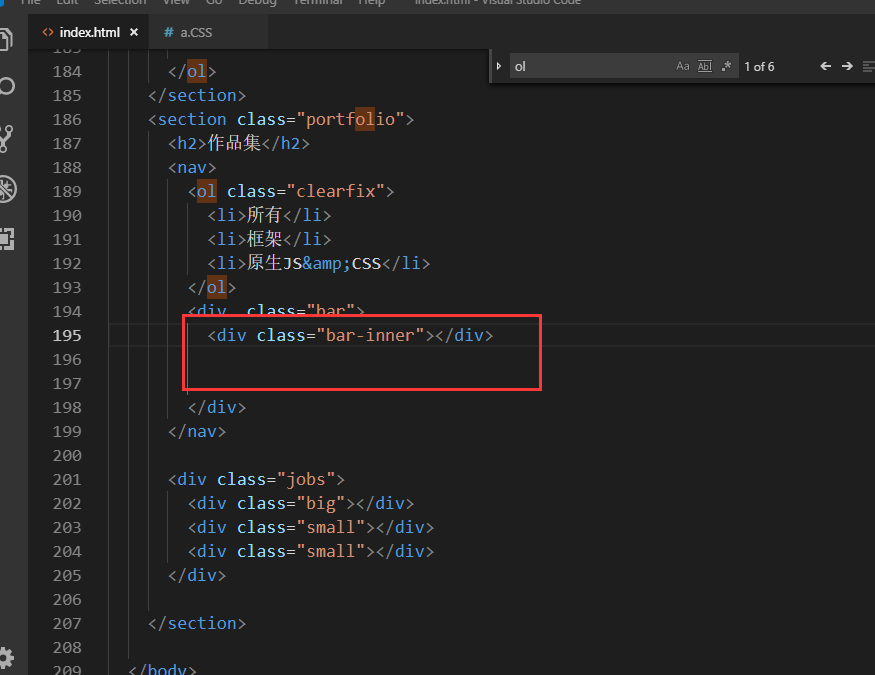 File Edit Selection View Go Debug Terminal Help index.html - Visual Studio Code
index.html × # a.CSS
ol Aa Abl .* 1 of 6
183
184 </ol>
185 </section>
186 <section class="portfolio">
187 <h2>作品集</h2>
188 <nav>
189 <ol class="clearfix">
190 <li>所有</li>
191 <li>框架</li>
192 <li>原生JS&amp;CSS</li>
193 </ol>
194 <div  class="bar">
195 <div class="bar-inner"></div>
196
197
198 </div>
199 </nav>
200
201 <div class="jobs">
202 <div class="big"></div>
203 <div class="small"></div>
204 <div class="small"></div>
205 </div>
206
207 </section>
208
209 </body>